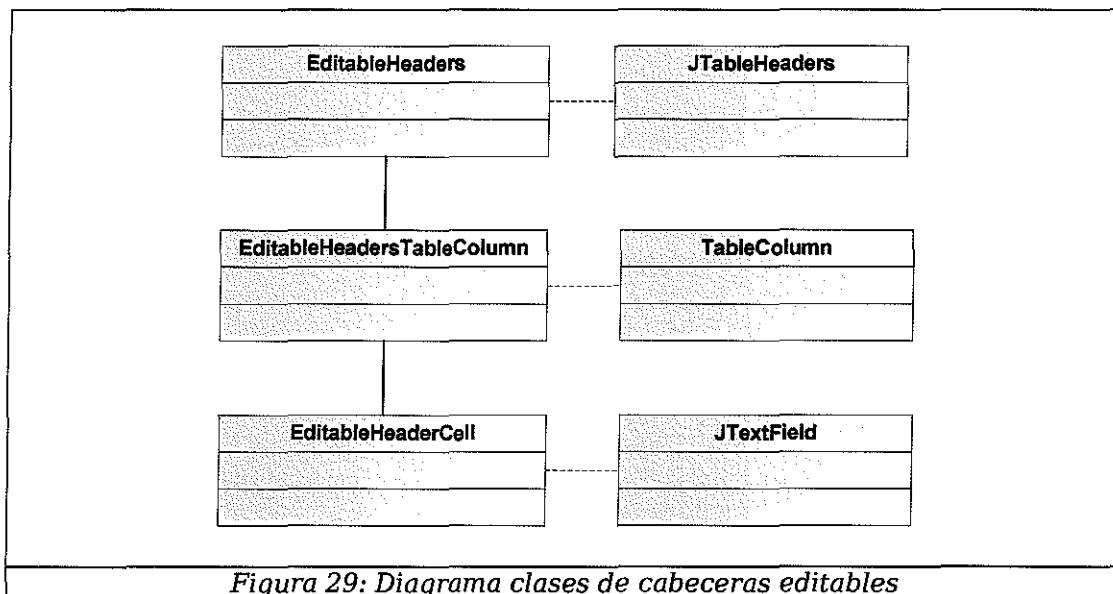 EditableHeaders
JTableHeaders
EditableHeadersTableColumn
TableColumn
EditableHeaderCell
JTextField
Figura 29: Diagrama clases de cabeceras editables